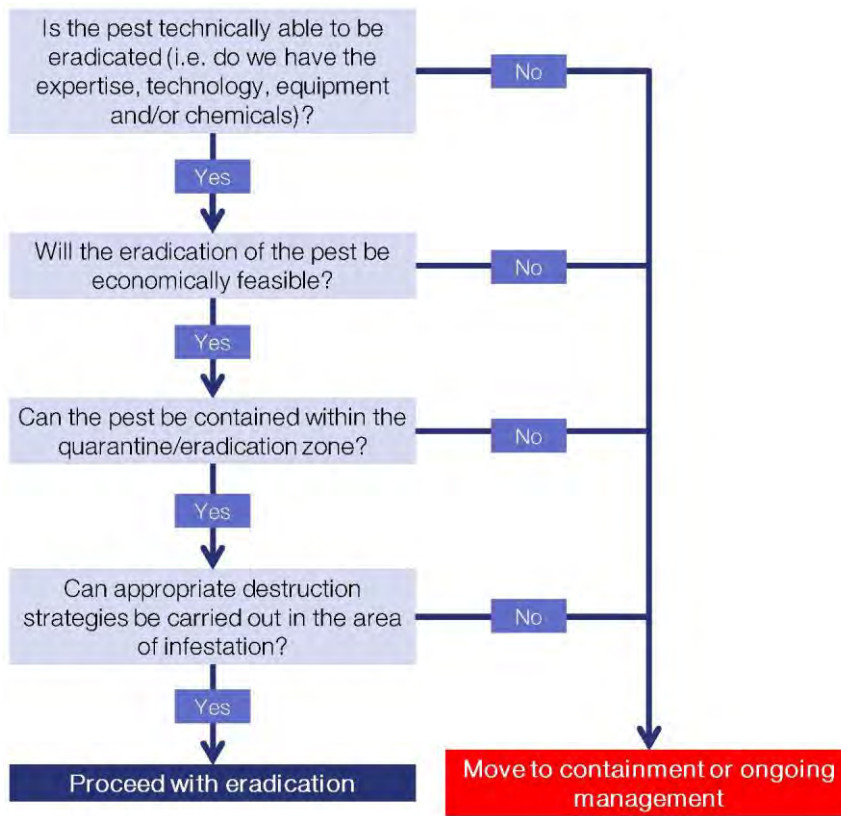 Is the pest technically able to be
eradicated (i.e. do we have the
expertise, technology, equipment
and/or chemicals)?
No
Yes
Will the eradication of the pest be
economically feasible?
No
Yes
Can the pest be contained within the
quarantine/eradication zone?
No
Yes
Can appropriate destruction
strategies be carried out in the area
of infestation?
No
Yes
Proceed with eradication
Move to containment or ongoing
management